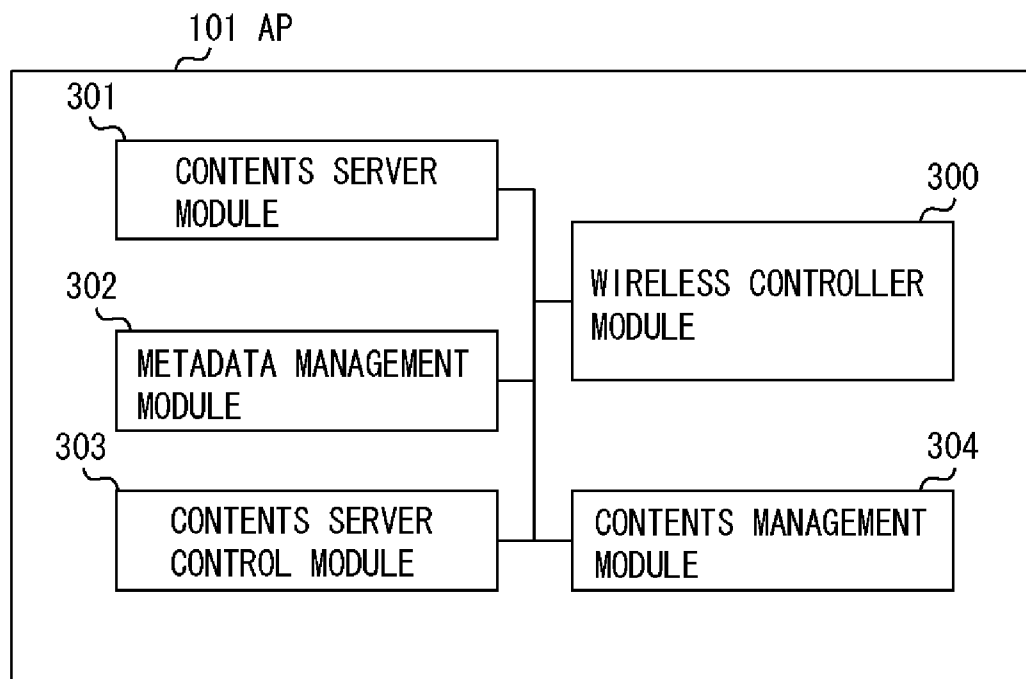 101 AP
301
CONTENTS SERVER
MODULE
300
WIRELESS CONTROLLER
MODULE
302
METADATA MANAGEMENT
MODULE
303
CONTENTS SERVER
CONTROL MODULE
304
CONTENTS MANAGEMENT
MODULE